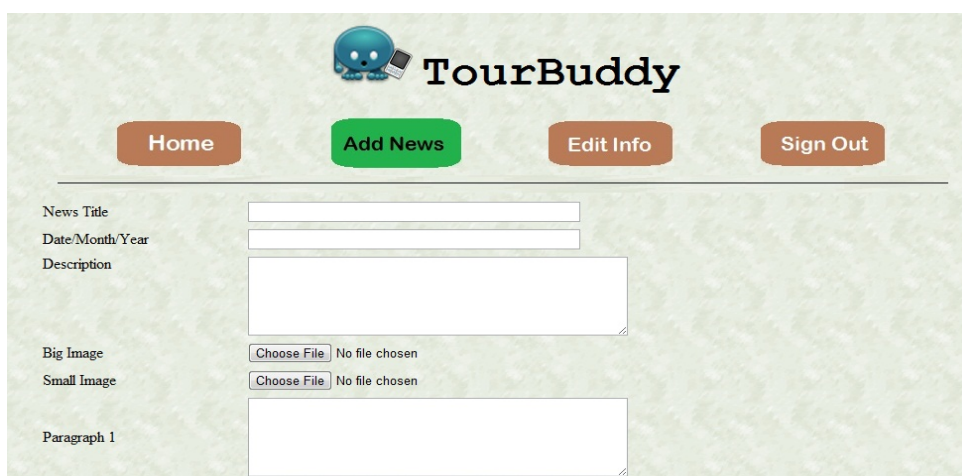 TourBuddy
Home Add News Edit Info Sign Out
News Title
Date/Month/Year
Description
Big Image Choose File No file chosen
Small Image Choose File No file chosen
Paragraph 1